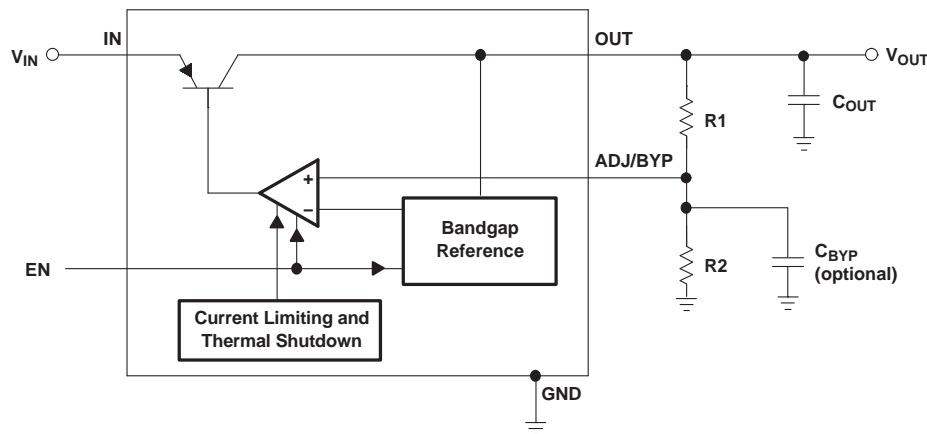 IN
OUT
VIN
VOUT
COUT
R1
ADJ/BYP
+
−
Bandgap
Reference
EN
R2
CBYP
(optional)
Current Limiting and
Thermal Shutdown
GND